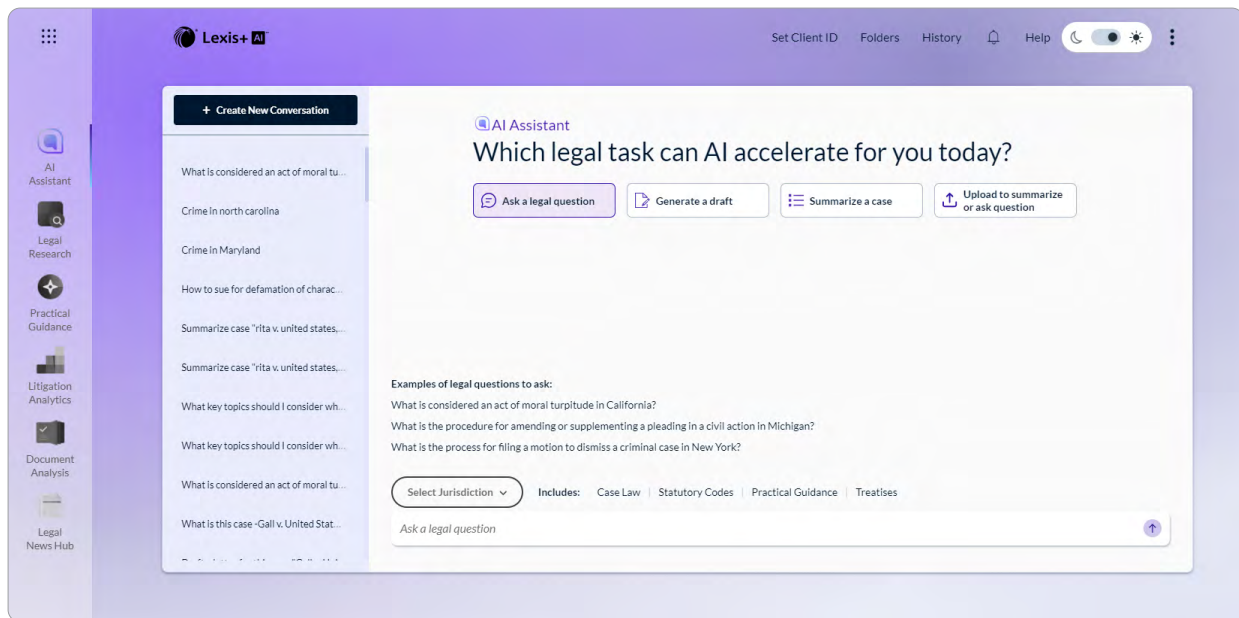 Lexis+ AI
Set Client ID
Folders
History
Help
AI
Assistant
Legal
Research
Practical
Guidance
Litigation
Analytics
Document
Analysis
Legal
News Hub
+ Create New Conversation
What is considered an act of moral tu...
Crime in north carolina
Crime in Maryland
How to sue for defamation of charac...
Summarize case "rita v. united states,...
Summarize case "rita v. united states,...
What key topics should I consider wh...
What key topics should I consider wh...
What is considered an act of moral tu...
What is this case -Gall v. United Stat...
AI Assistant
Which legal task can AI accelerate for you today?
Ask a legal question
Generate a draft
Summarize a case
Upload to summarize
or ask question
Examples of legal questions to ask:
What is considered an act of moral turpitude in California?
What is the procedure for amending or supplementing a pleading in a civil action in Michigan?
What is the process for filing a motion to dismiss a criminal case in New York?
Select Jurisdiction
Includes: Case Law | Statutory Codes | Practical Guidance | Treatises
Ask a legal question